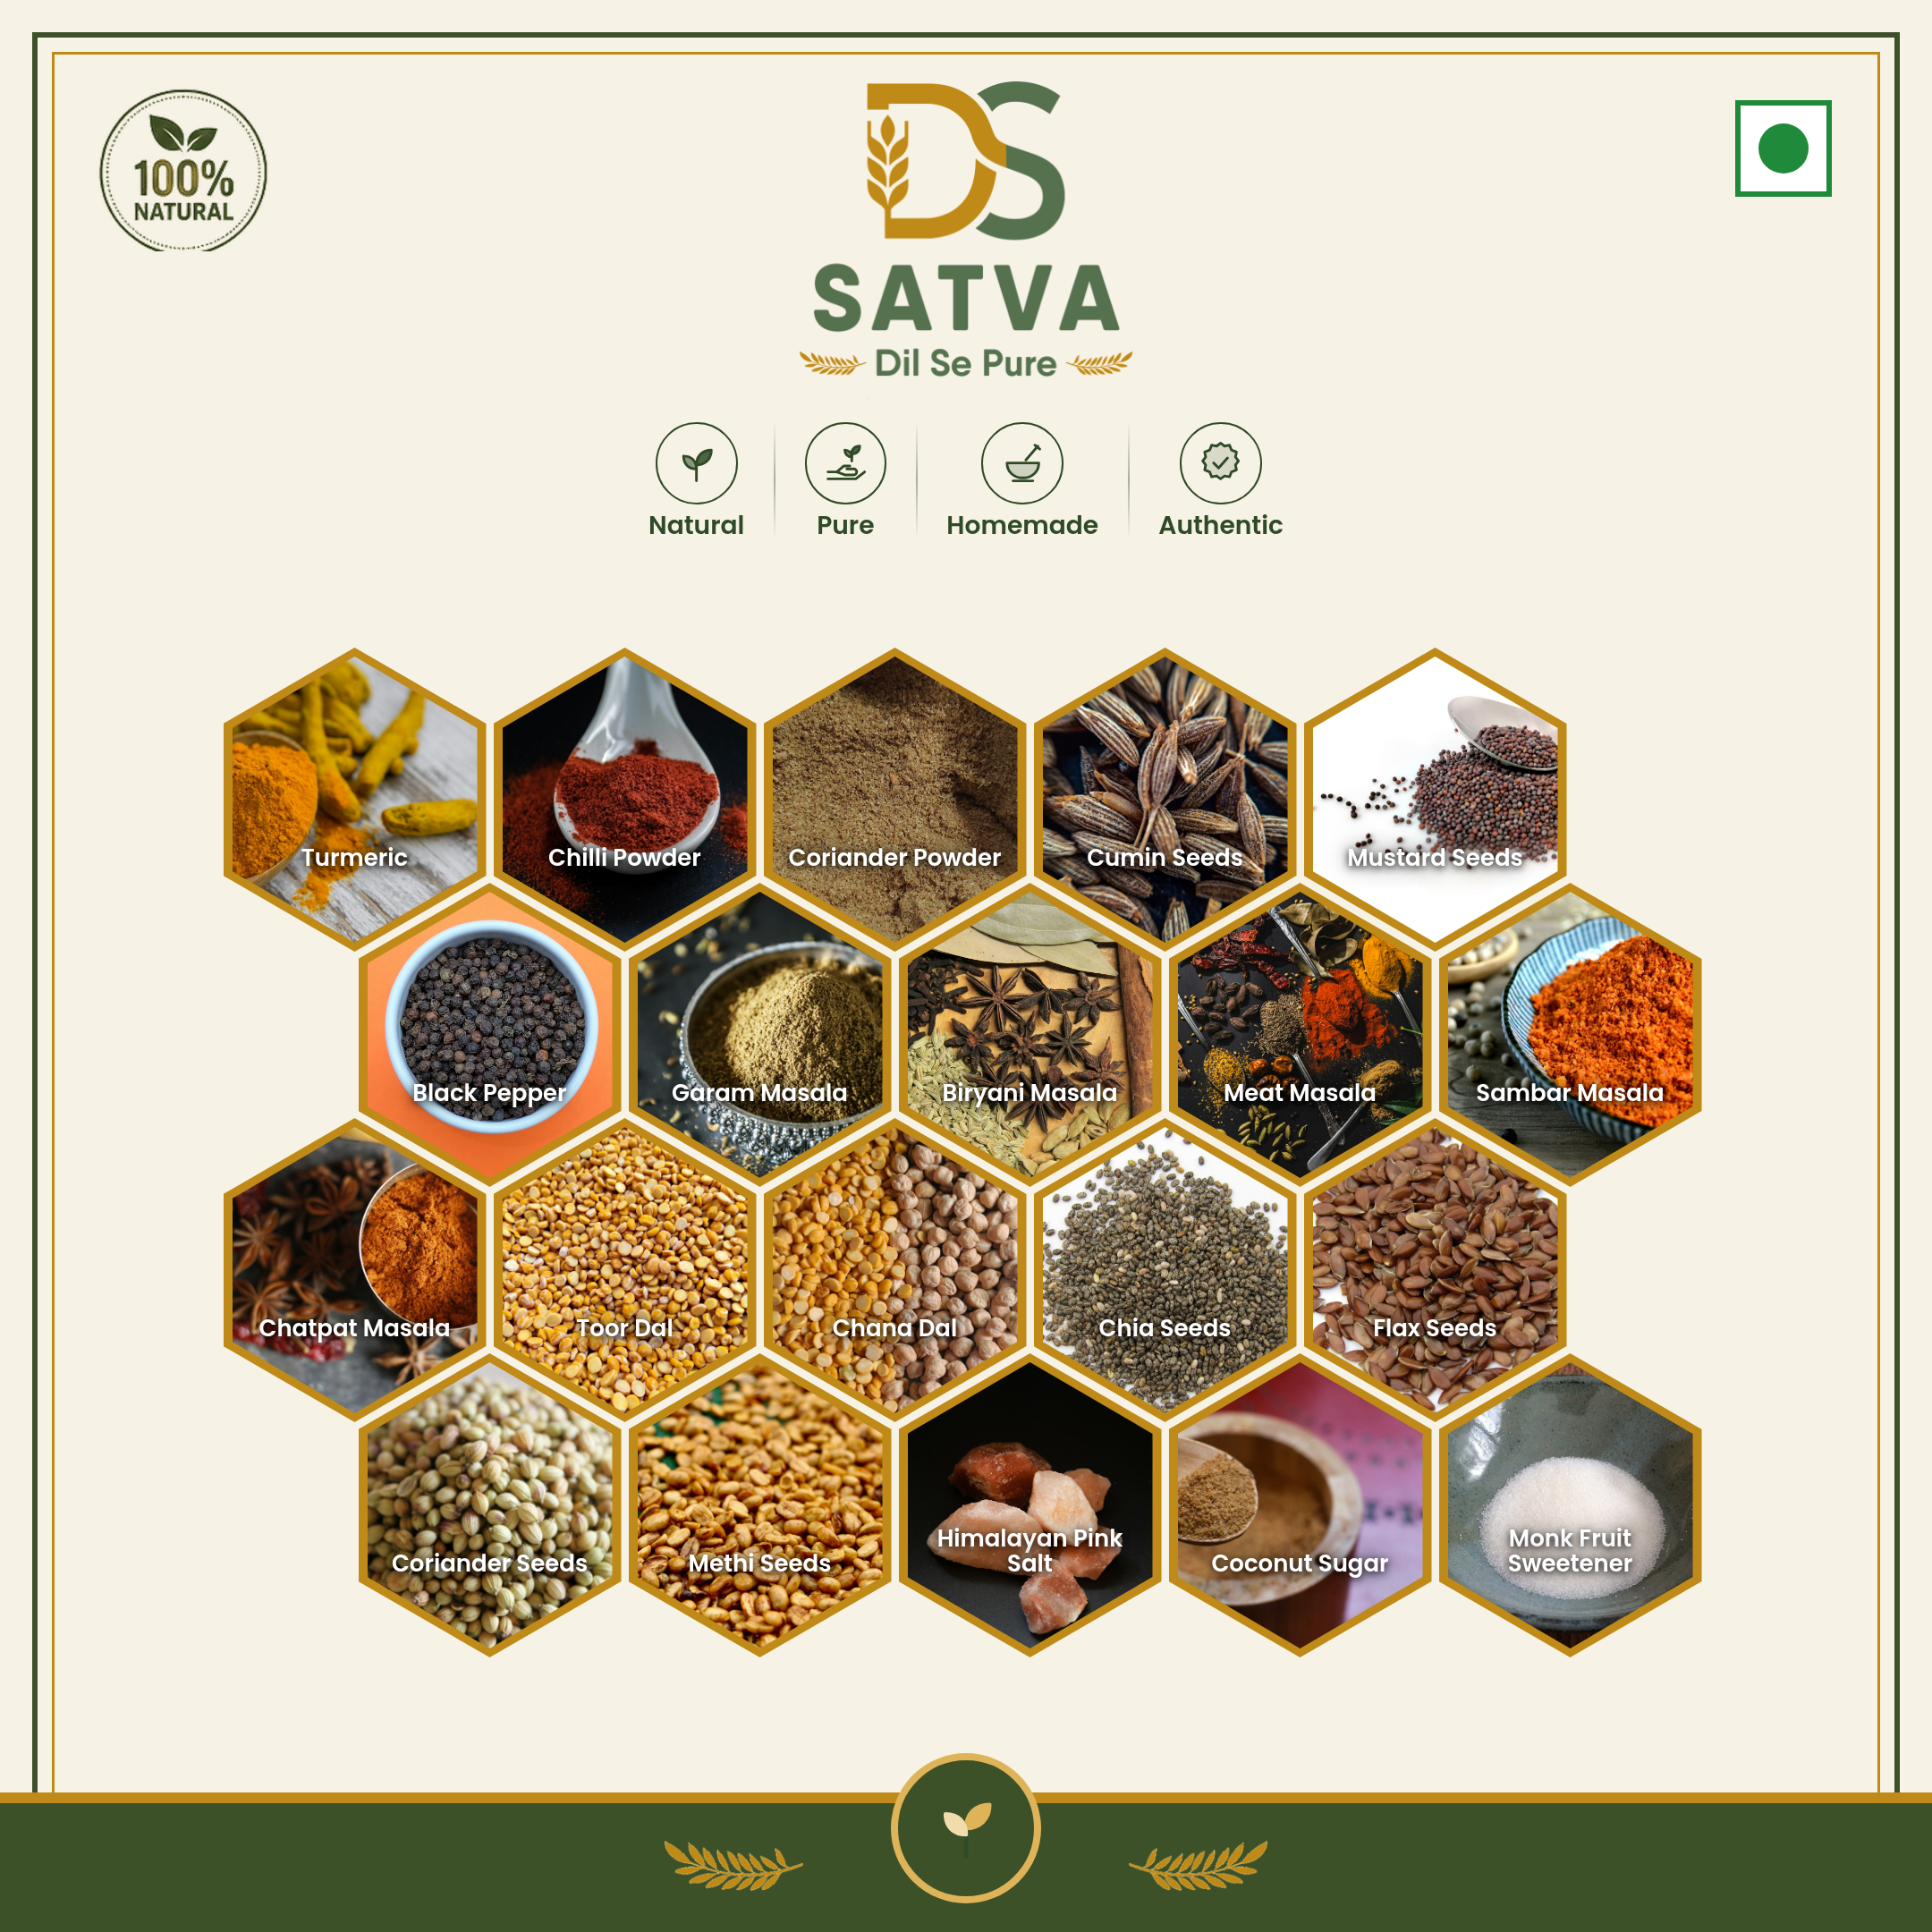 100%
NATURAL
DS
SATVA
Dil Se Pure
Natural
Pure
Homemade
Authentic
Turmeric
Chilli Powder
Coriander Powder
Cumin Seeds
Mustard Seeds
Black Pepper
Garam Masala
Biryani Masala
Meat Masala
Sambar Masala
Chatpat Masala
Toor Dal
Chana Dal
Chia Seeds
Flax Seeds
Coriander Seeds
Methi Seeds
Himalayan Pink
Salt
Coconut Sugar
Monk Fruit
Sweetener